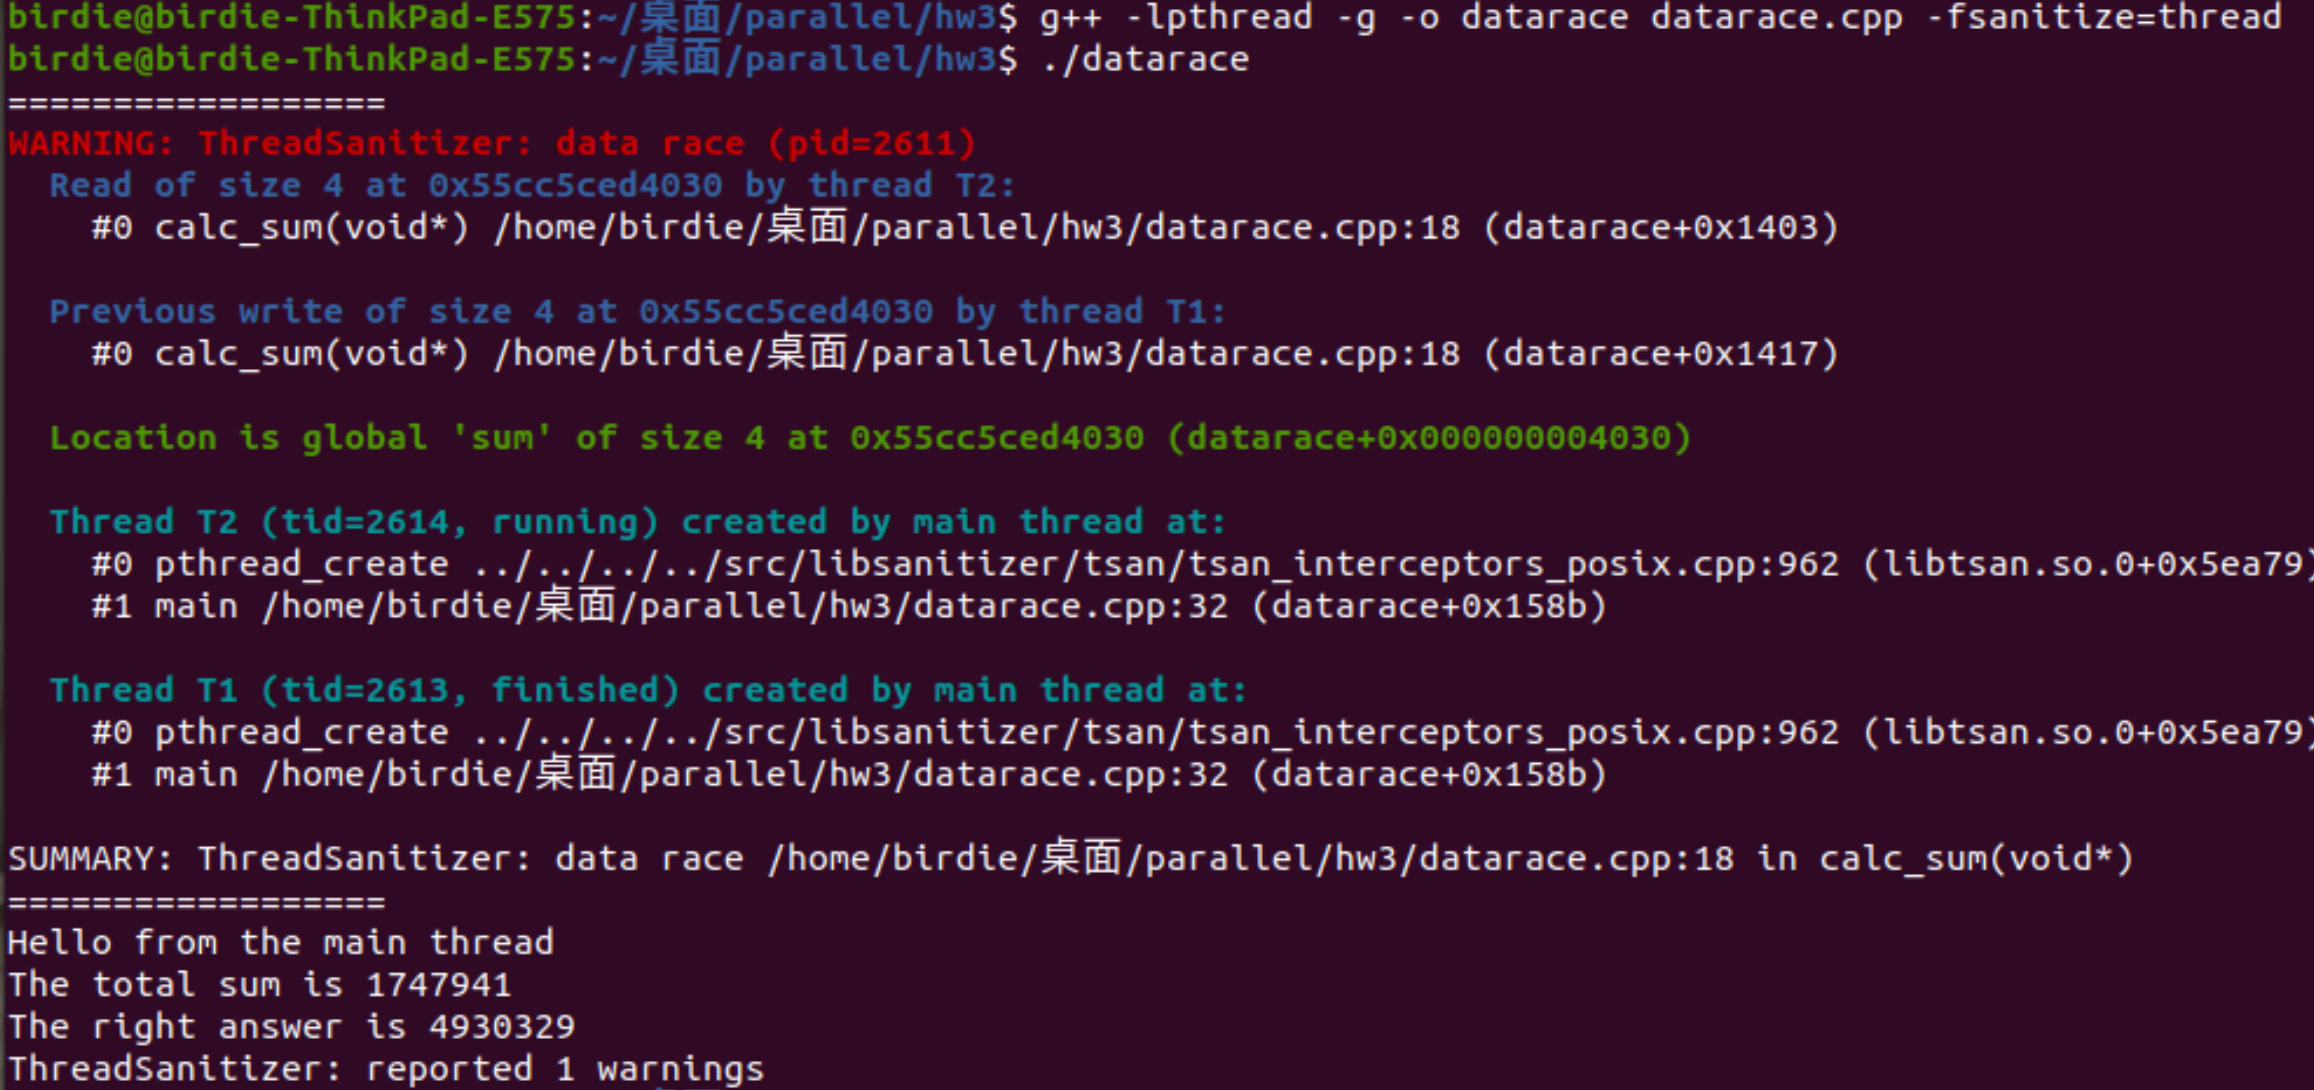 birdie@birdie-ThinkPad-E575:~/桌面/parallel/hw3$ g++ -lpthread -g -o datarace datarace.cpp -fsanitize=thread
birdie@birdie-ThinkPad-E575:~/桌面/parallel/hw3$ ./datarace
==================
WARNING: ThreadSanitizer: data race (pid=2611)
  Read of size 4 at 0x55cc5ced4030 by thread T2:
    #0 calc_sum(void*) /home/birdie/桌面/parallel/hw3/datarace.cpp:18 (datarace+0x1403)

  Previous write of size 4 at 0x55cc5ced4030 by thread T1:
    #0 calc_sum(void*) /home/birdie/桌面/parallel/hw3/datarace.cpp:18 (datarace+0x1417)

  Location is global 'sum' of size 4 at 0x55cc5ced4030 (datarace+0x000000004030)

  Thread T2 (tid=2614, running) created by main thread at:
    #0 pthread_create ../../../../src/libsanitizer/tsan/tsan_interceptors_posix.cpp:962 (libtsan.so.0+0x5ea79)
    #1 main /home/birdie/桌面/parallel/hw3/datarace.cpp:32 (datarace+0x158b)

  Thread T1 (tid=2613, finished) created by main thread at:
    #0 pthread_create ../../../../src/libsanitizer/tsan/tsan_interceptors_posix.cpp:962 (libtsan.so.0+0x5ea79)
    #1 main /home/birdie/桌面/parallel/hw3/datarace.cpp:32 (datarace+0x158b)

SUMMARY: ThreadSanitizer: data race /home/birdie/桌面/parallel/hw3/datarace.cpp:18 in calc_sum(void*)
==================
Hello from the main thread
The total sum is 1747941
The right answer is 4930329
ThreadSanitizer: reported 1 warnings